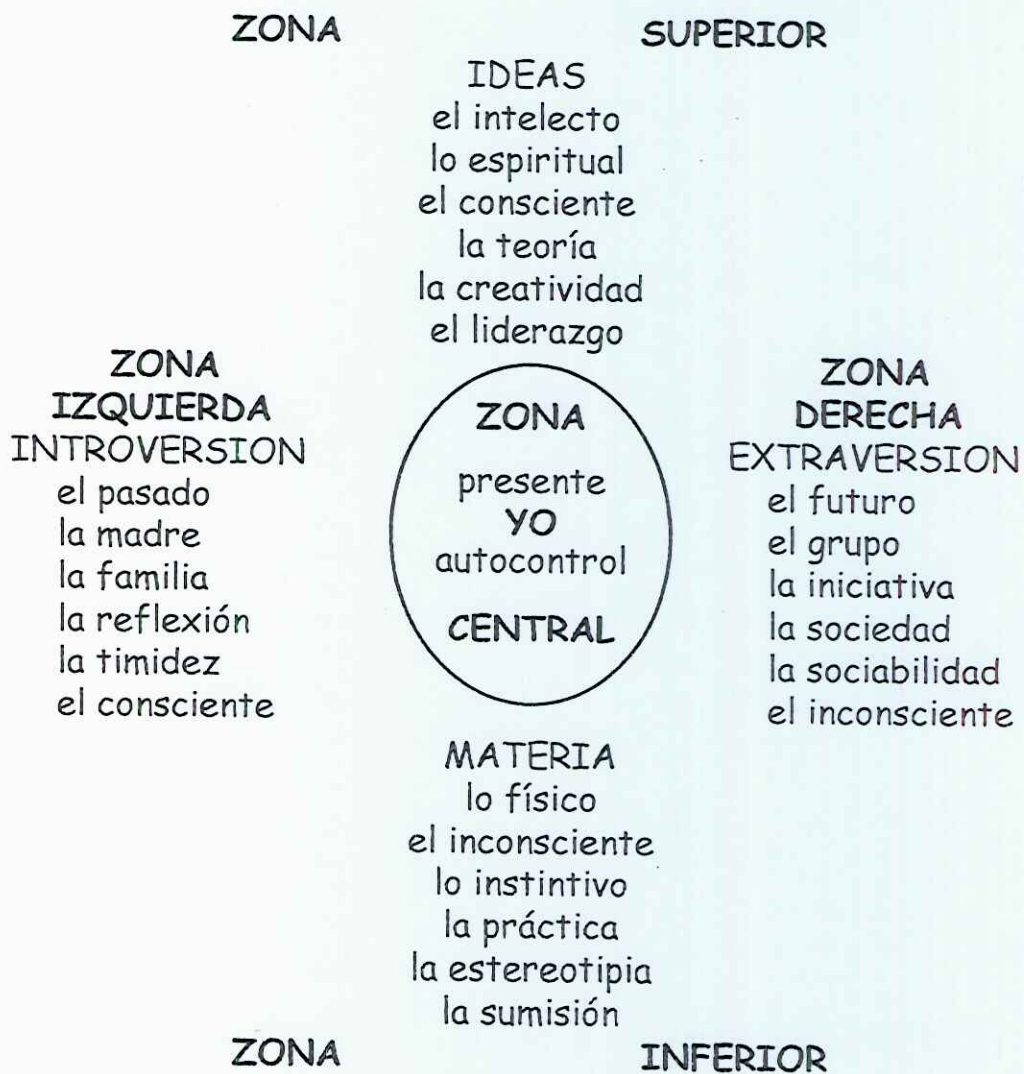 ZONA SUPERIOR
IDEAS
el intelecto
lo espiritual
el consciente
la teoría
la creatividad
el liderazgo
ZONA
IZQUIERDA
INTROVERSION
el pasado
la madre
la familia
la reflexión
la timidez
el consciente
ZONA
presente
YO
autocontrol
CENTRAL
ZONA
DERECHA
EXTRAVERSION
el futuro
el grupo
la iniciativa
la sociedad
la sociabilidad
el inconsciente
MATERIA
lo físico
el inconsciente
lo instintivo
la práctica
la estereotipia
la sumisión
ZONA INFERIOR